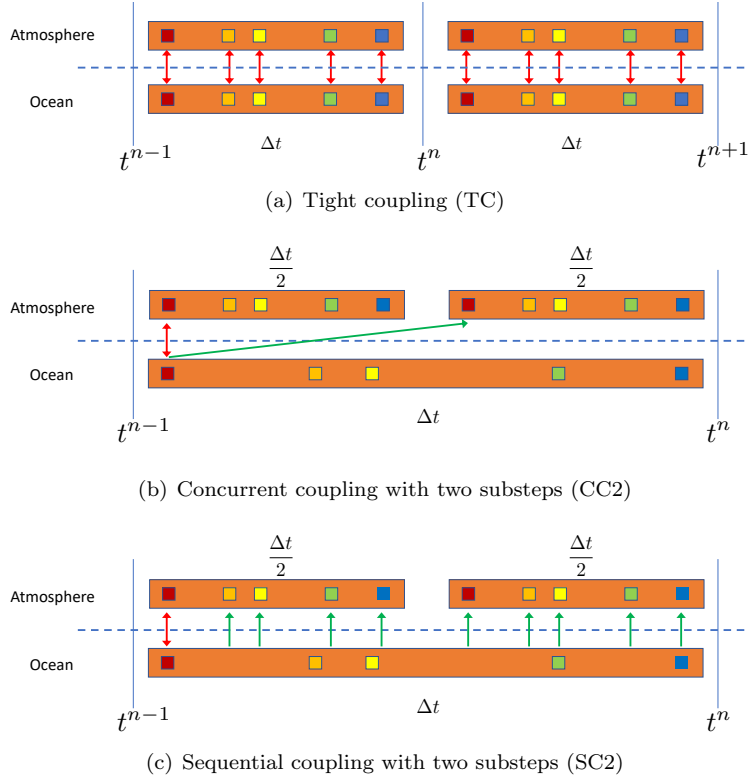 Atmosphere
Ocean
Δt Δt
t^{n-1} t^{n} t^{n+1}
(a) Tight coupling (TC)
Δt/2 Δt/2
Atmosphere
Ocean
Δt
t^{n-1} t^{n}
(b) Concurrent coupling with two substeps (CC2)
Δt/2 Δt/2
Atmosphere
Ocean
Δt
t^{n-1} t^{n}
(c) Sequential coupling with two substeps (SC2)